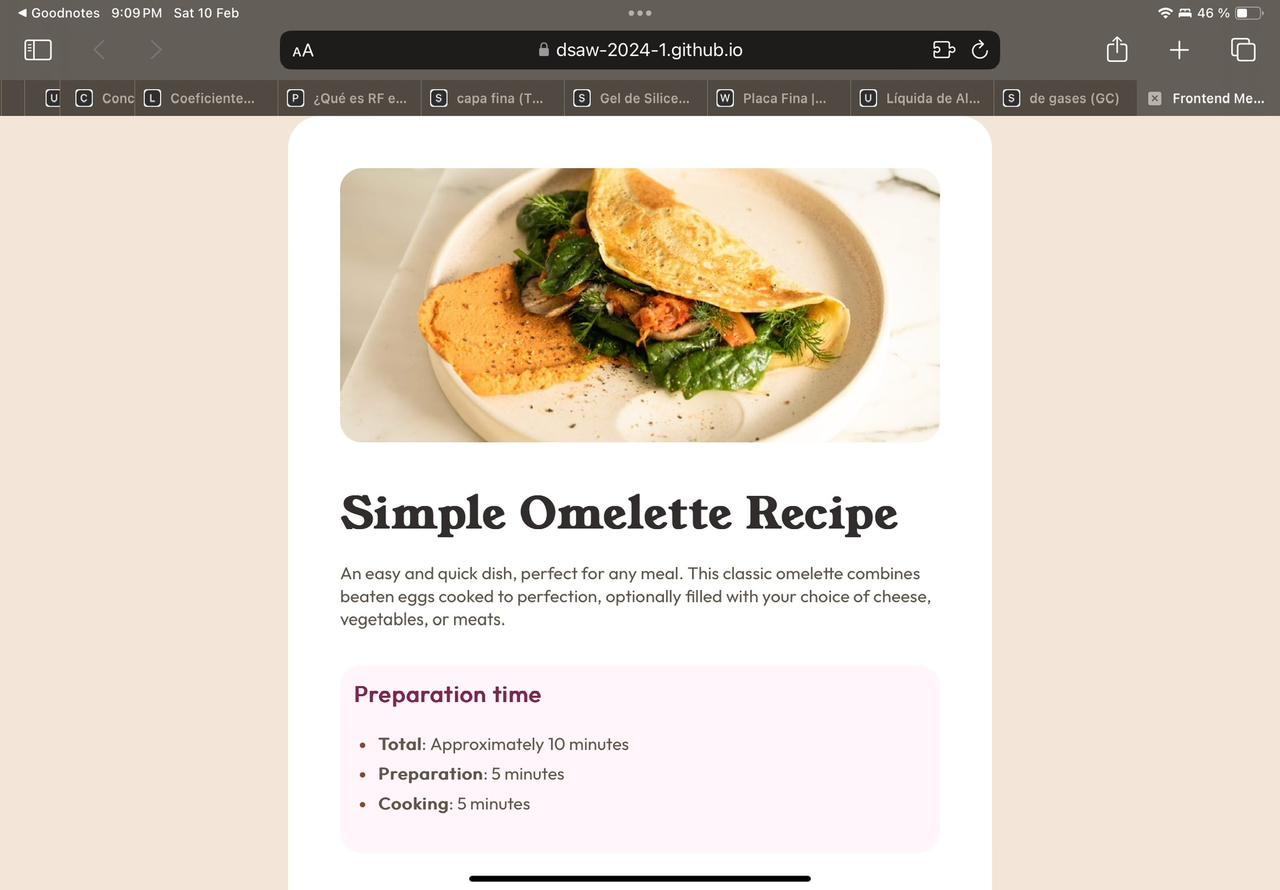 ◀ Goodnotes 9:09 PM Sat 10 Feb 46 %
AA dsaw-2024-1.github.io
U C Conc L Coeficiente... P ¿Qué es RF e... S capa fina (T... S Gel de Silice... W Placa Fina |... U Líquida de Al... S de gases (GC) Frontend Me...
Simple Omelette Recipe
An easy and quick dish, perfect for any meal. This classic omelette combines
beaten eggs cooked to perfection, optionally filled with your choice of cheese,
vegetables, or meats.
Preparation time
• Total: Approximately 10 minutes
• Preparation: 5 minutes
• Cooking: 5 minutes